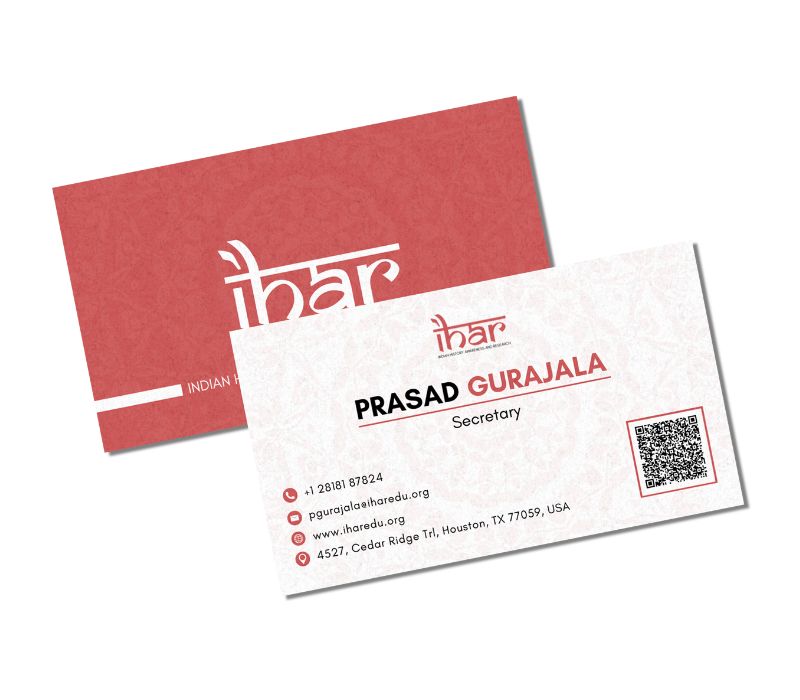 ihar
INDIAN H
ihar
INDIAN HISTORY AWARENESS AND RESEARCH
PRASAD GURAJALA
Secretary
+1 28181 87824
pgurajala@iharedu.org
www.iharedu.org
4527, Cedar Ridge Trl, Houston, TX 77059, USA